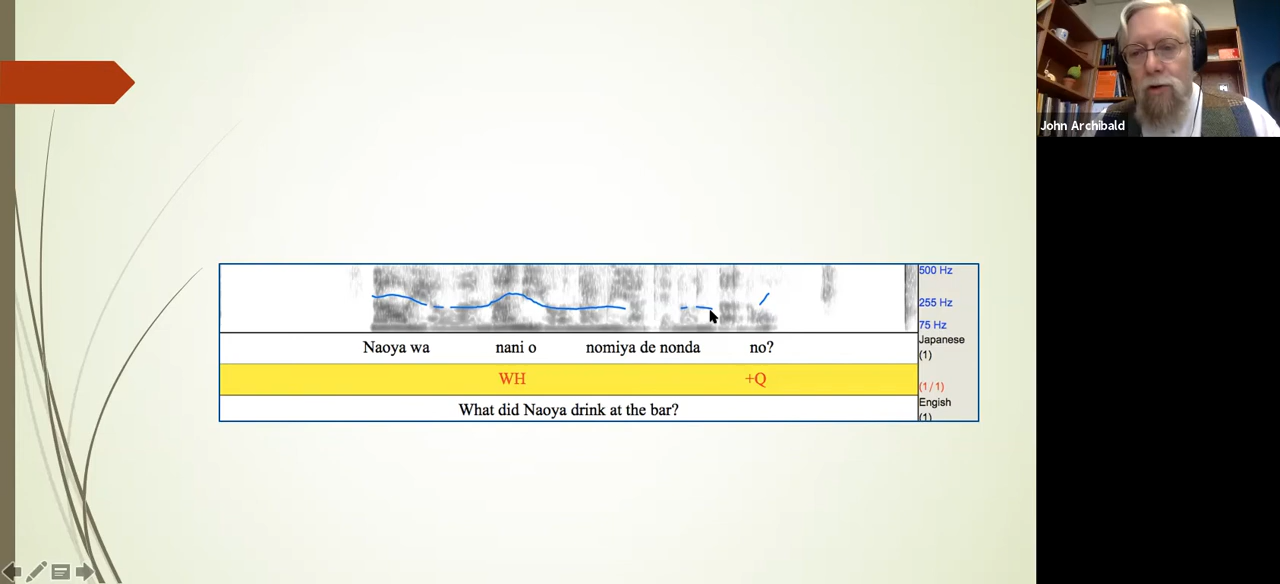 John Archibald
500 Hz
255 Hz
75 Hz
Naoya wa nani o nomiya de nonda no?
Japanese
(1)
WH +Q
(1/1)
What did Naoya drink at the bar?
Engish
(1)